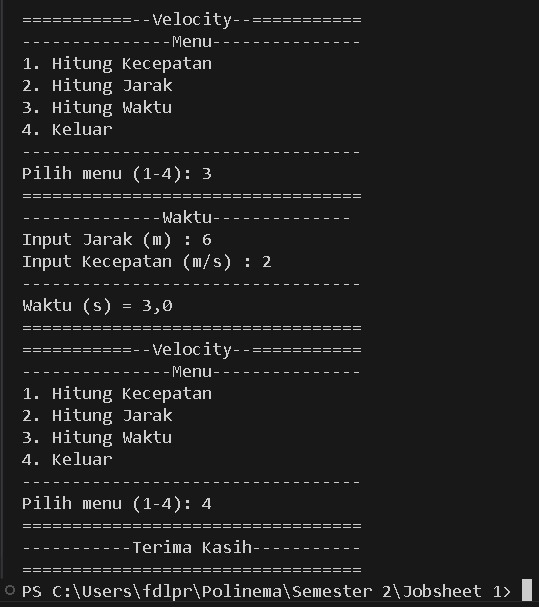 ===========--Velocity--===========
---------------Menu---------------
1. Hitung Kecepatan
2. Hitung Jarak
3. Hitung Waktu
4. Keluar
----------------------------------
Pilih menu (1-4): 3
==================================
--------------Waktu--------------
Input Jarak (m) : 6
Input Kecepatan (m/s) : 2
----------------------------------
Waktu (s) = 3,0
==================================
===========--Velocity--===========
---------------Menu---------------
1. Hitung Kecepatan
2. Hitung Jarak
3. Hitung Waktu
4. Keluar
----------------------------------
Pilih menu (1-4): 4
==================================
-----------Terima Kasih-----------
==================================
PS C:\Users\fdlpr\Polinema\Semester 2\Jobsheet 1>